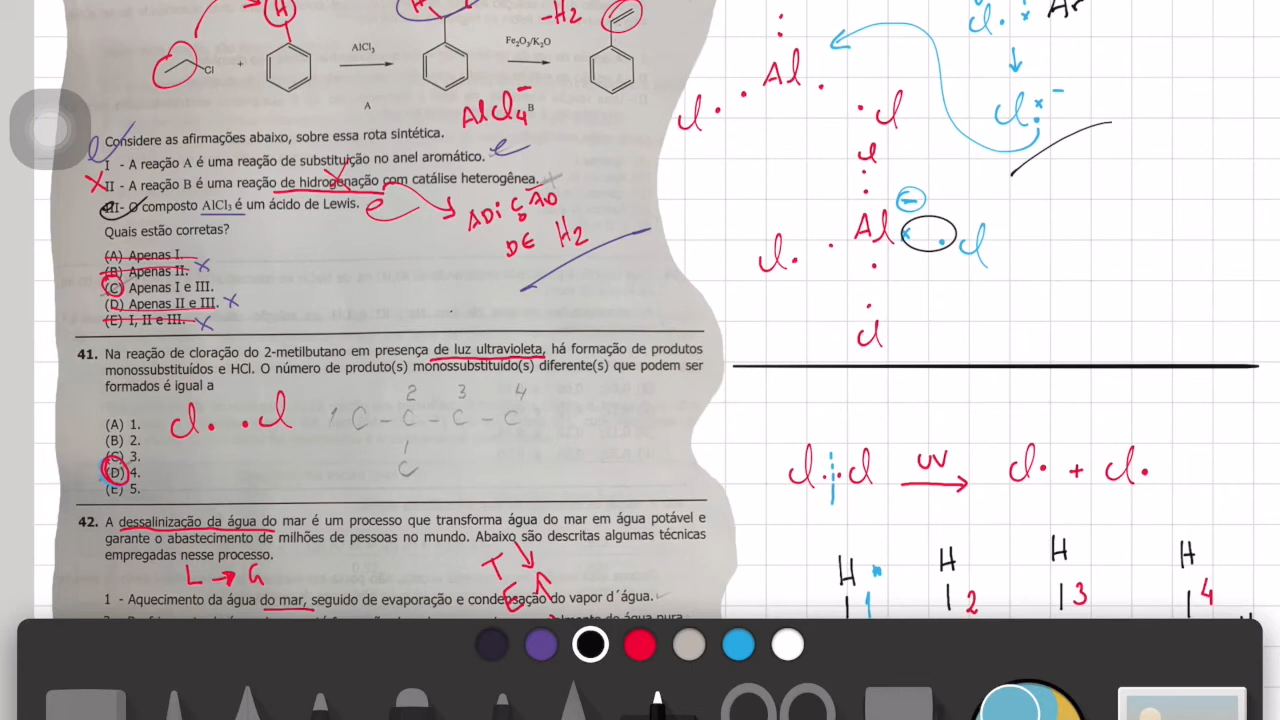 H
-H2
Cl
+
AlCl₃
Fe₂O₃/K₂O
A
B
AlCl4⁻
Considere as afirmações abaixo, sobre essa rota sintética.
I - A reação A é uma reação de substituição no anel aromático.
II - A reação B é uma reação de hidrogenação com catálise heterogênea.
III- O composto AlCl₃ é um ácido de Lewis.
ADIÇÃO
DE H2
Quais estão corretas?
(A) Apenas I.
(B) Apenas II.
(C) Apenas I e III.
(D) Apenas II e III.
(E) I, II e III.
41. Na reação de cloração do 2-metilbutano em presença de luz ultravioleta, há formação de produtos
monossubstituídos e HCl. O número de produto(s) monossubstituído(s) diferente(s) que podem ser
formados é igual a
2 3 4
1 C - C - C - C
C
Cl· ·Cl
(A) 1.
(B) 2.
(C) 3.
(D) 4.
(E) 5.
42. A dessalinização da água do mar é um processo que transforma água do mar em água potável e
garante o abastecimento de milhões de pessoas no mundo. Abaixo são descritas algumas técnicas
empregadas nesse processo.
L → G
T
E
1 - Aquecimento da água do mar, seguido de evaporação e condensação do vapor d´água.
Cl
Al
Cl
Cl
Cl⁻
Al
Cl
Cl
Cl
Cl Cl UV Cl· + Cl·
H H H H
1 2 3 4